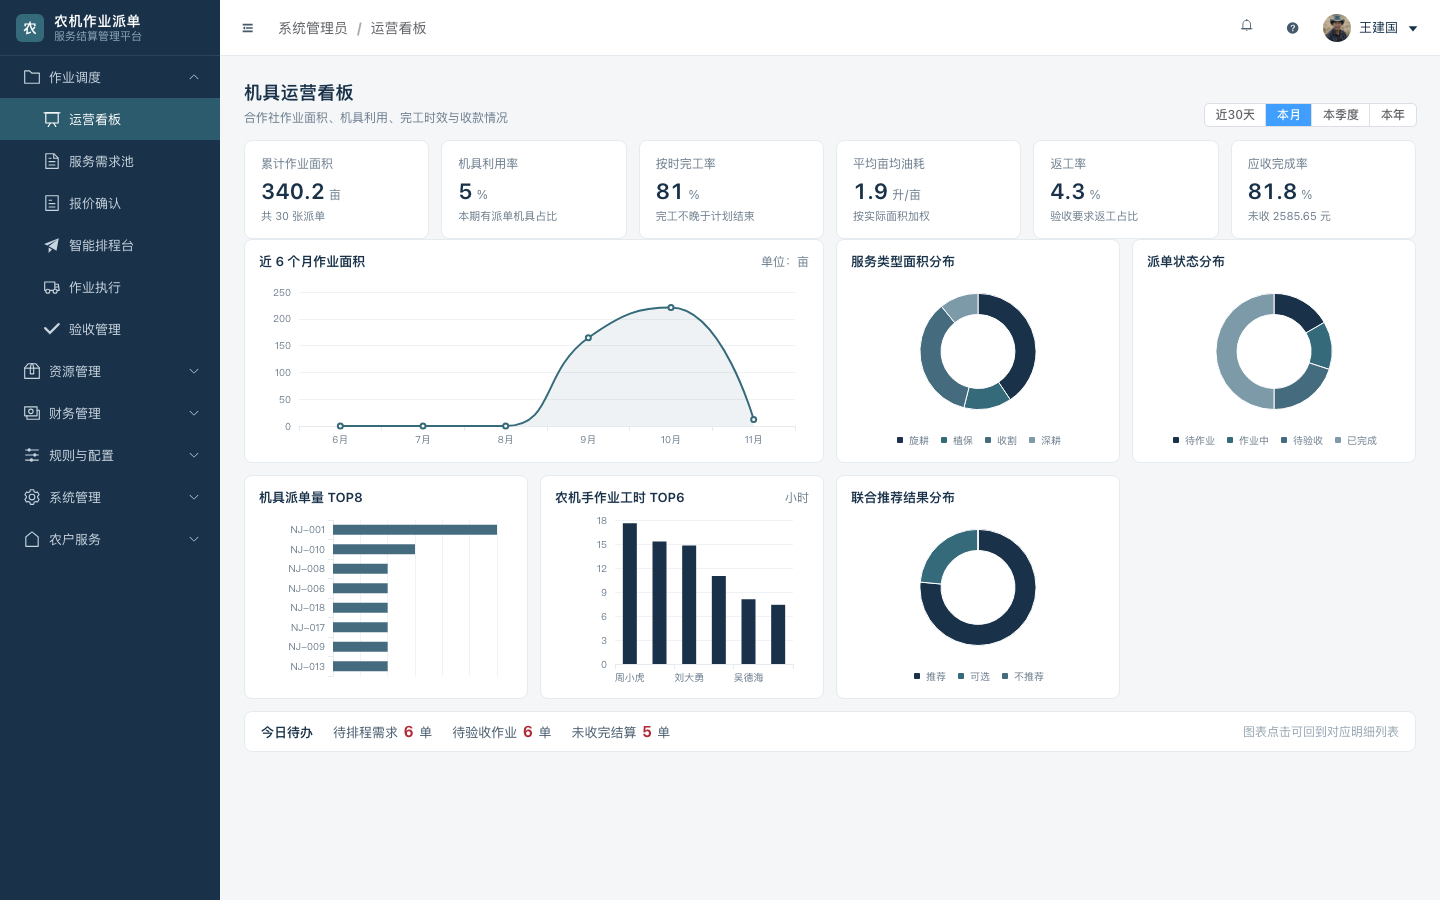 农
农机作业派单
服务结算管理平台
作业调度
运营看板
服务需求池
报价确认
智能排程台
作业执行
验收管理
资源管理
财务管理
规则与配置
系统管理
农户服务
系统管理员 / 运营看板
王建国
机具运营看板
合作社作业面积、机具利用、完工时效与收款情况
近30天 本月 本季度 本年
累计作业面积
340.2 亩
共 30 张派单
机具利用率
5 %
本期有派单机具占比
按时完工率
81 %
完工不晚于计划结束
平均亩均油耗
1.9 升/亩
按实际面积加权
返工率
4.3 %
验收要求返工占比
应收完成率
81.8 %
未收 2585.65 元
近 6 个月作业面积
单位：亩
250
200
150
100
50
0
6月 7月 8月 9月 10月 11月
服务类型面积分布
旋耕 植保 收割 深耕
派单状态分布
待作业 作业中 待验收 已完成
机具派单量 TOP8
NJ-001
NJ-010
NJ-008
NJ-006
NJ-018
NJ-017
NJ-009
NJ-013
农机手作业工时 TOP6
小时
18
15
12
9
6
3
0
周小虎 刘大勇 吴德海
联合推荐结果分布
推荐 可选 不推荐
今日待办 待排程需求 6 单 待验收作业 6 单 未收完结算 5 单
图表点击可回到对应明细列表